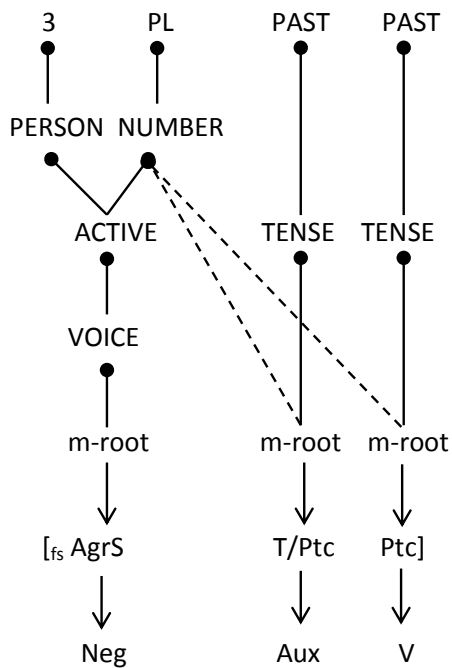 3 PL PAST PAST
PERSON NUMBER
ACTIVE TENSE TENSE
VOICE
m-root m-root m-root
[fs AgrS T/Ptc Ptc]
Neg Aux V